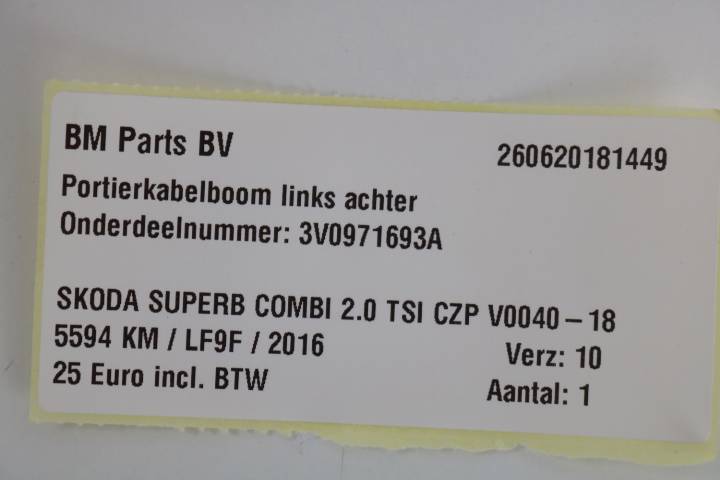 BM Parts BV 260620181449
Portierkabelboom links achter
Onderdeelnummer: 3V0971693A
SKODA SUPERB COMBI 2.0 TSI CZP V0040-18
5594 KM / LF9F / 2016 Verz: 10
25 Euro incl. BTW Aantal: 1